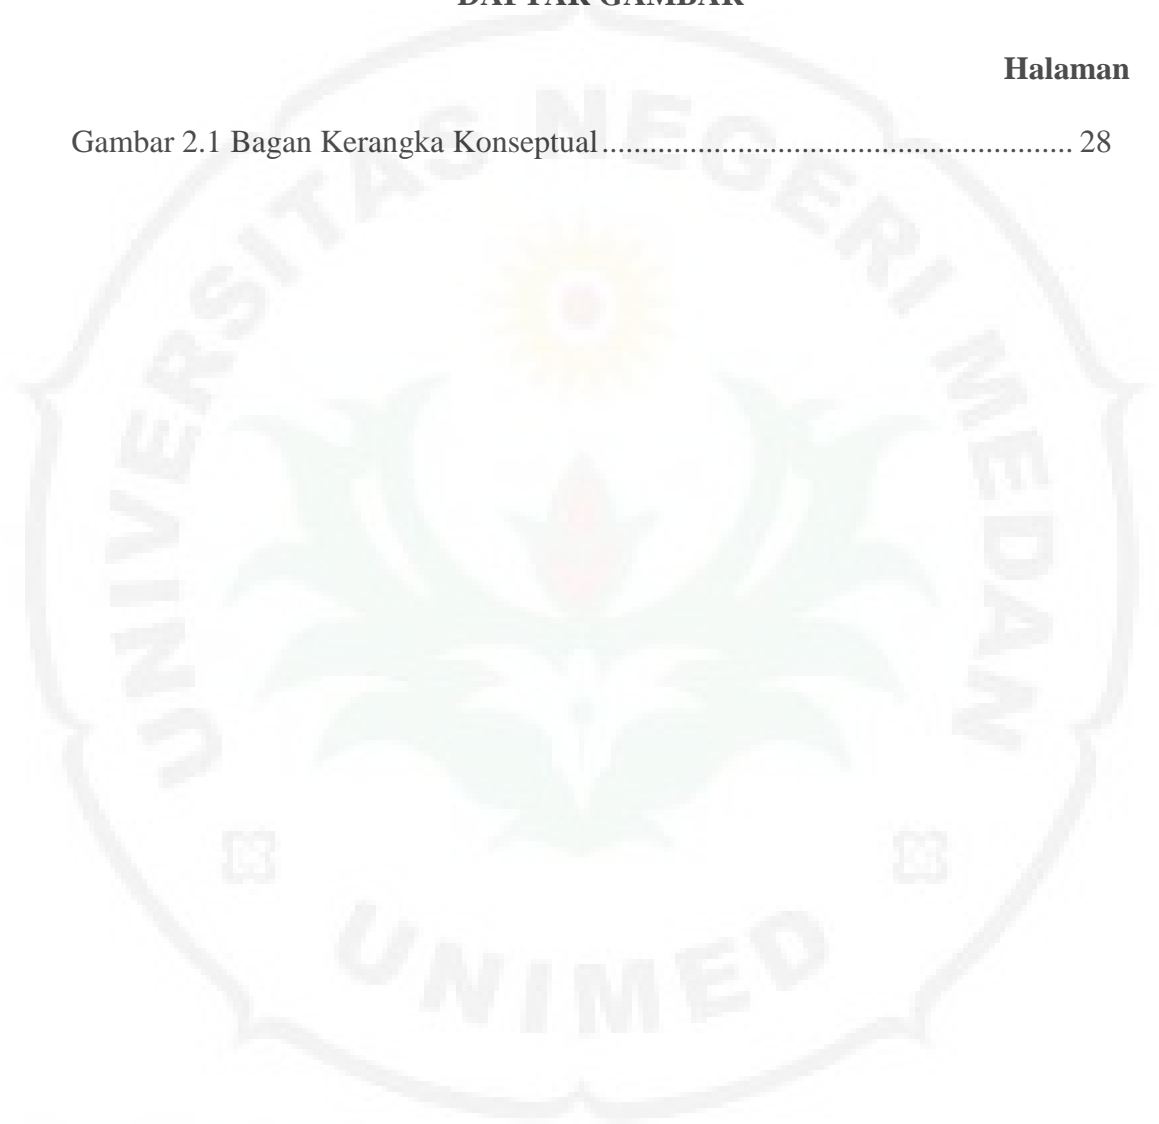 DAFTAR GAMBAR
Halaman
Gambar 2.1 Bagan Kerangka Konseptual.......................................................... 28
UNIVERSITAS NEGERI MEDAN
UNIMED